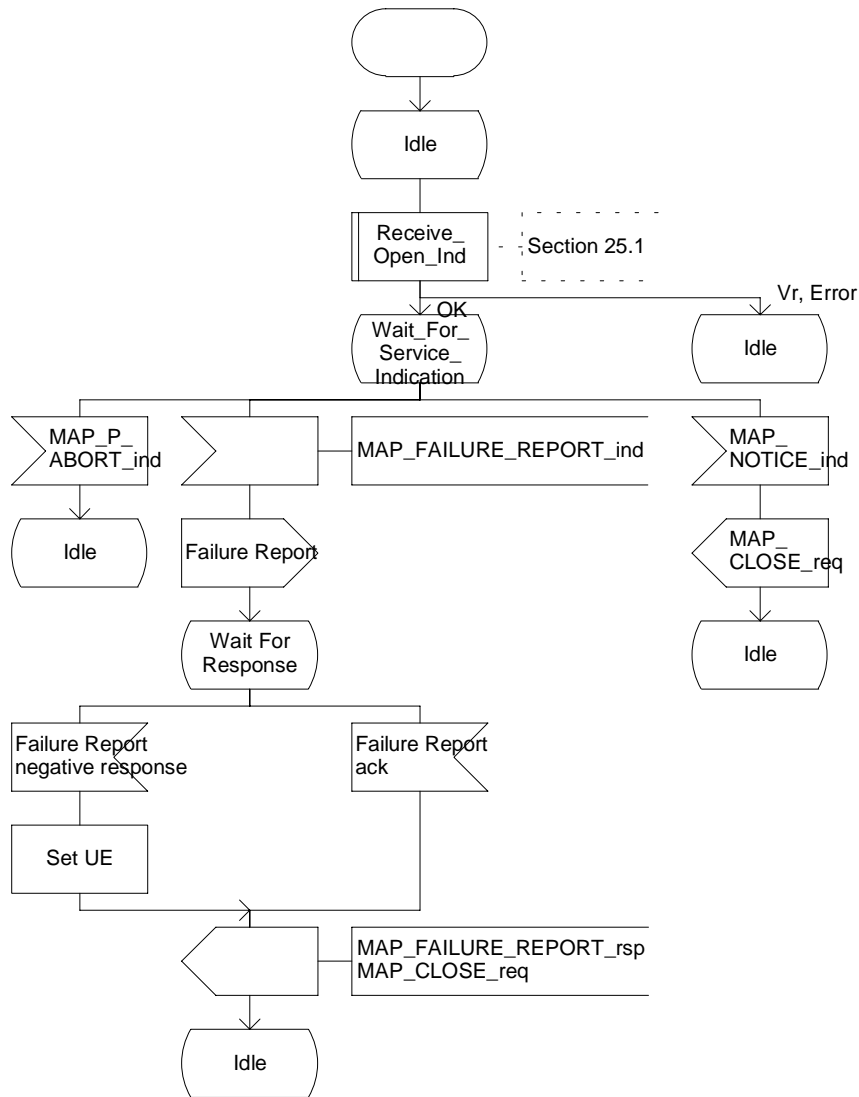 Idle
Receive_
Open_Ind
Section 25.1
Vr, Error
OK
Wait_For_
Service_
Indication
Idle
MAP_P_
ABORT_ind
MAP_FAILURE_REPORT_ind
MAP_
NOTICE_ind
Idle
Failure Report
MAP_
CLOSE_req
Wait For
Response
Idle
Failure Report
negative response
Failure Report
ack
Set UE
MAP_FAILURE_REPORT_rsp
MAP_CLOSE_req
Idle